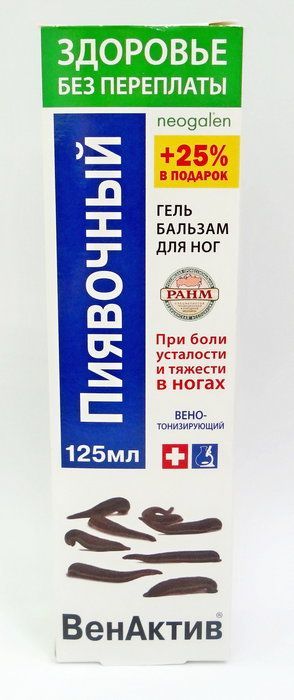 ЗДОРОВЬЕ
БЕЗ ПЕРЕПЛАТЫ
neogalen
+25%
В ПОДАРОК
Пиявочный
125мл
ГЕЛЬ
БАЛЬЗАМ
ДЛЯ НОГ
РАНМ
При боли
усталости
и тяжести
в ногах
ВЕНО-
ТОНИЗИРУЮЩИЙ
ВенАктив®